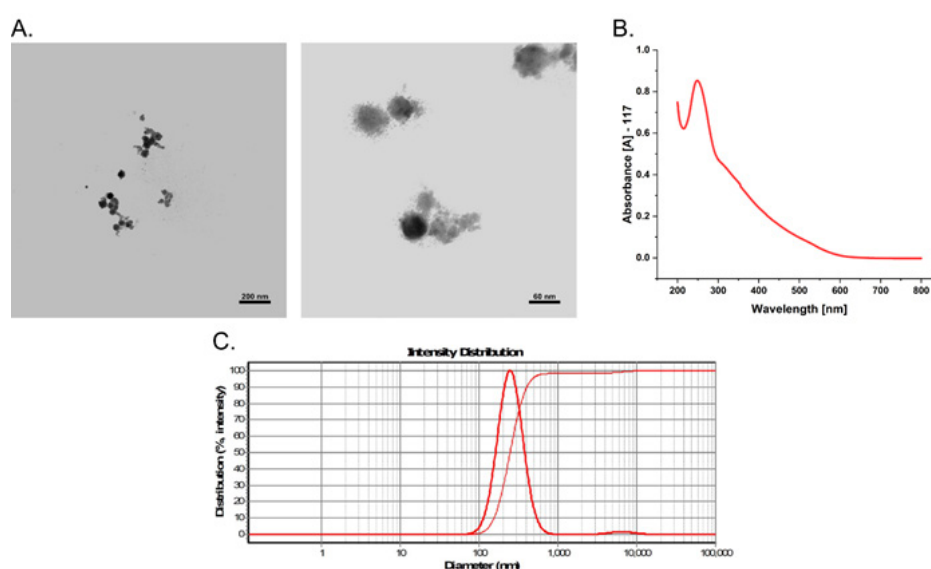 A.
200 nm
60 nm
B.
Absorbance [A] - 117
1.0
0.8
0.6
0.4
0.2
0.0
200 300 400 500 600 700 800
Wavelength [nm]
C.
Intensity Distribution
Distribution (%, intensity)
100
90
80
70
60
50
40
30
20
10
0
1 10 100 1,000 10,000 100,000
Diameter (nm)